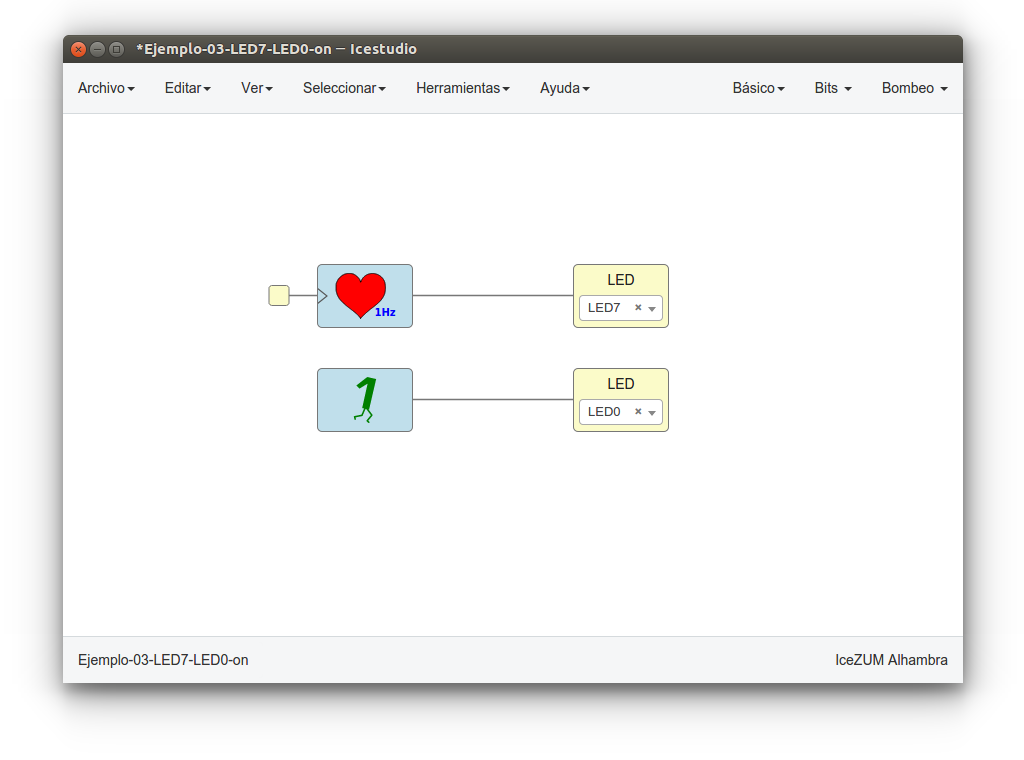 *Ejemplo-03-LED7-LED0-on — Icestudio
Archivo Editar Ver Seleccionar Herramientas Ayuda Básico Bits Bombeo
1Hz
LED
LED7 ×
1
LED
LED0 ×
Ejemplo-03-LED7-LED0-on IceZUM Alhambra